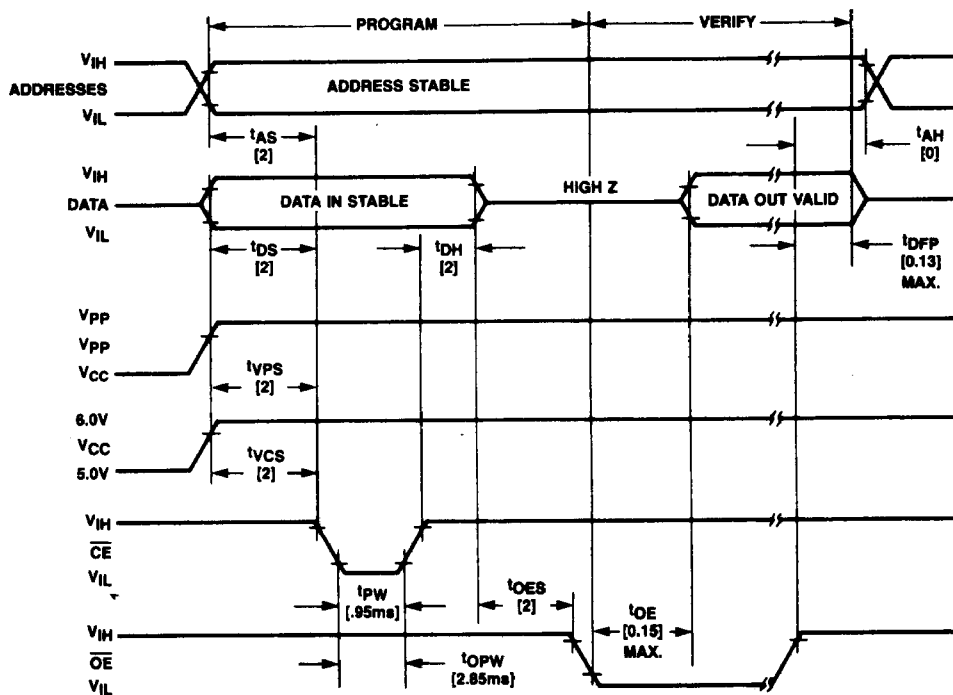 PROGRAM VERIFY
VIH
ADDRESSES
VIL
ADDRESS STABLE
tAS
[2]
tAH
[0]
VIH
DATA
VIL
DATA IN STABLE
HIGH Z
DATA OUT VALID
tDS
[2]
tDH
[2]
tDFP
[0.13]
MAX.
VPP
VPP
VCC
tVPS
[2]
6.0V
VCC
5.0V
tVCS
[2]
VIH
CE
VIL
tPW
[.95ms]
tOES
[2]
tOE
[0.15]
MAX.
VIH
OE
VIL
tOPW
[2.85ms]